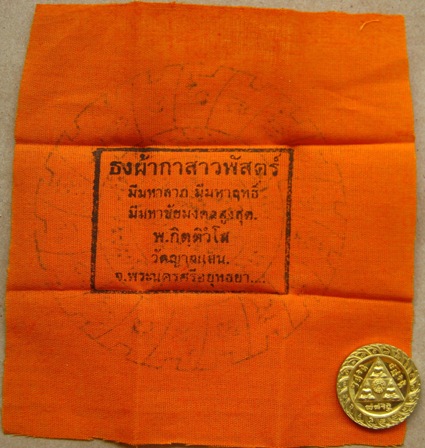 ธงผ้ากาสาวพัสตร์
มีมหาลาภ มีมหาฤทธิ์
มีมหาชัยมงคลสูงสุด.
พ.กิตติวํโส
วัดญาณเสน.
จ.พระนครศรีอยุทธยา....